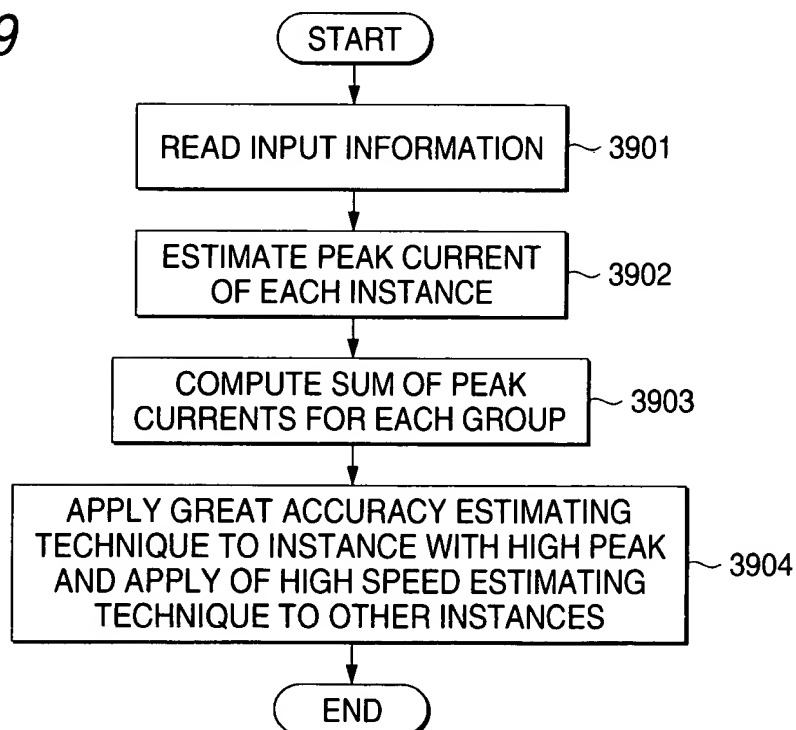 9
START
READ INPUT INFORMATION
3901
ESTIMATE PEAK CURRENT
OF EACH INSTANCE
3902
COMPUTE SUM OF PEAK
CURRENTS FOR EACH GROUP
3903
APPLY GREAT ACCURACY ESTIMATING
TECHNIQUE TO INSTANCE WITH HIGH PEAK
AND APPLY OF HIGH SPEED ESTIMATING
TECHNIQUE TO OTHER INSTANCES
3904
END